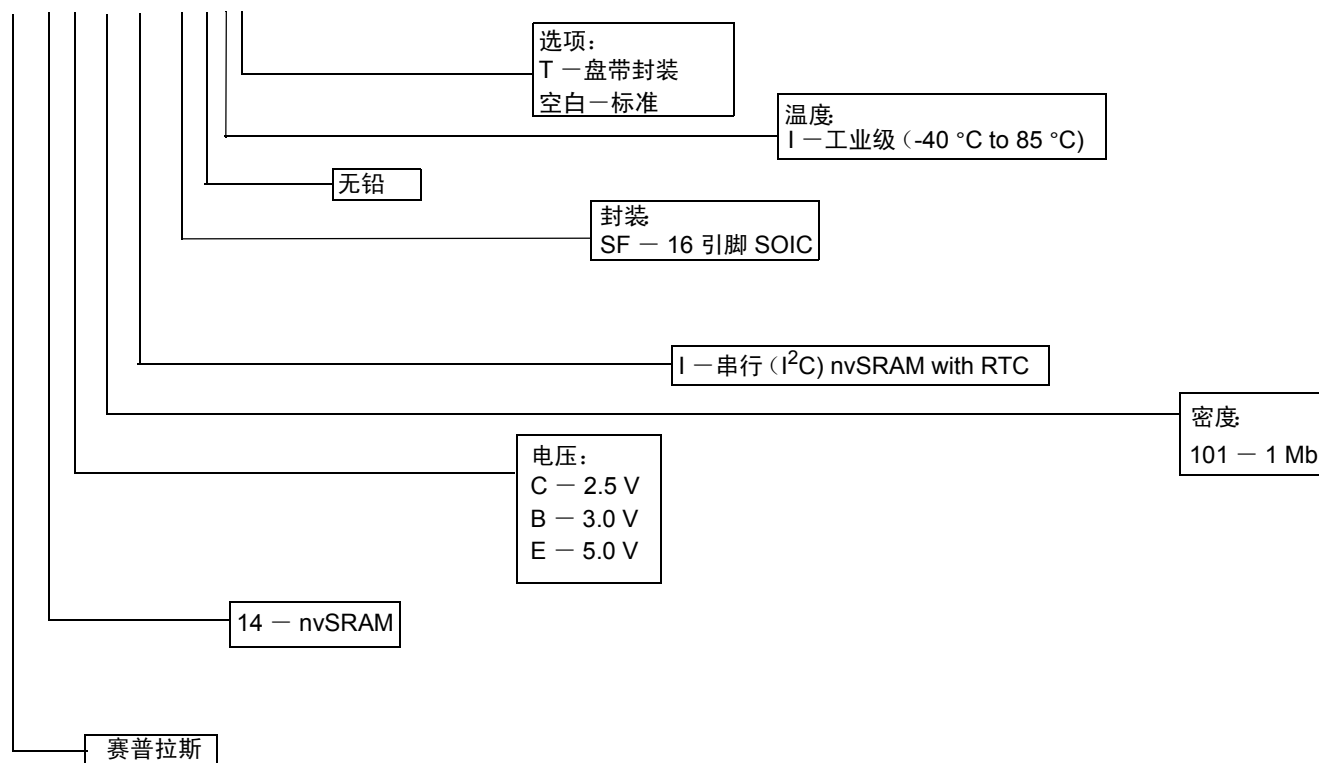 选项：
T － 盘带封装
空白－标准
温度:
I － 工业级（-40 °C to 85 °C)
无铅
封装:
SF － 16 引脚 SOIC
I － 串行（I²C) nvSRAM with RTC
密度:
101 － 1 Mb
电压：
C － 2.5 V
B － 3.0 V
E － 5.0 V
14 － nvSRAM
赛普拉斯